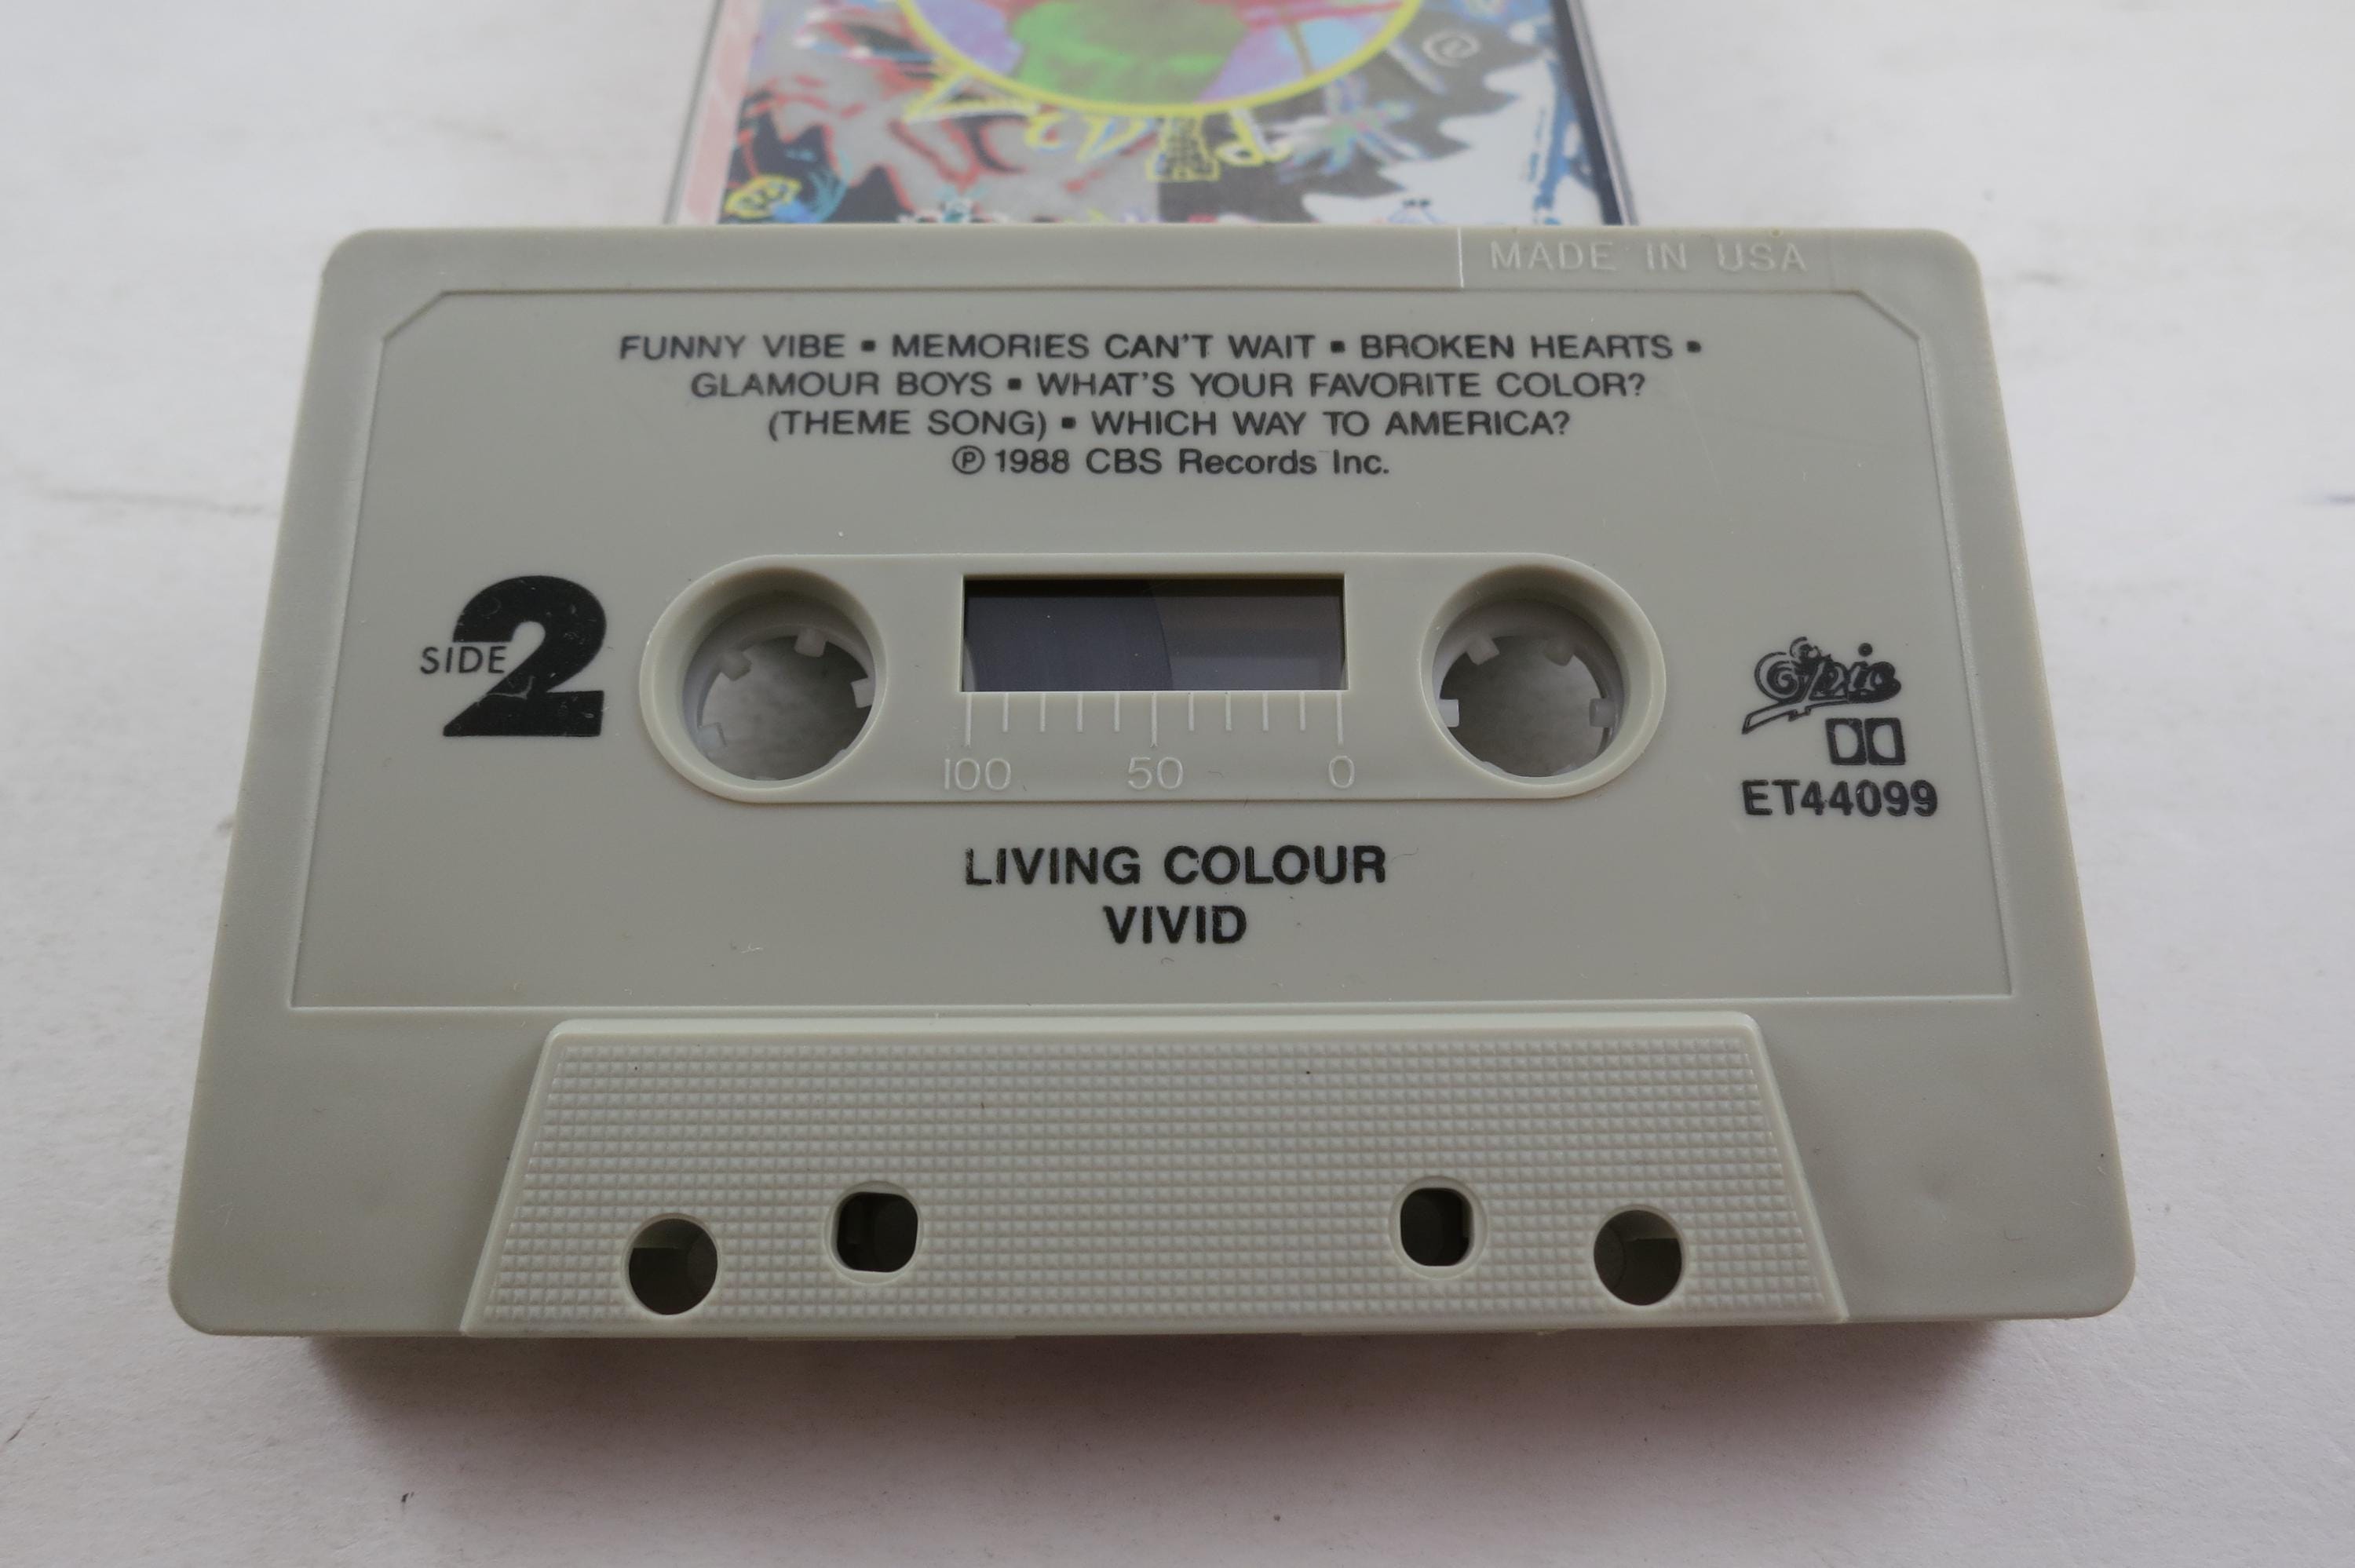 MADE IN USA
FUNNY VIBE ▪ MEMORIES CAN'T WAIT ▪ BROKEN HEARTS ▪
GLAMOUR BOYS ▪ WHAT'S YOUR FAVORITE COLOR?
(THEME SONG) ▪ WHICH WAY TO AMERICA?
℗ 1988 CBS Records Inc.
SIDE 2
Epic
ET44099
100 50 0
LIVING COLOUR
VIVID